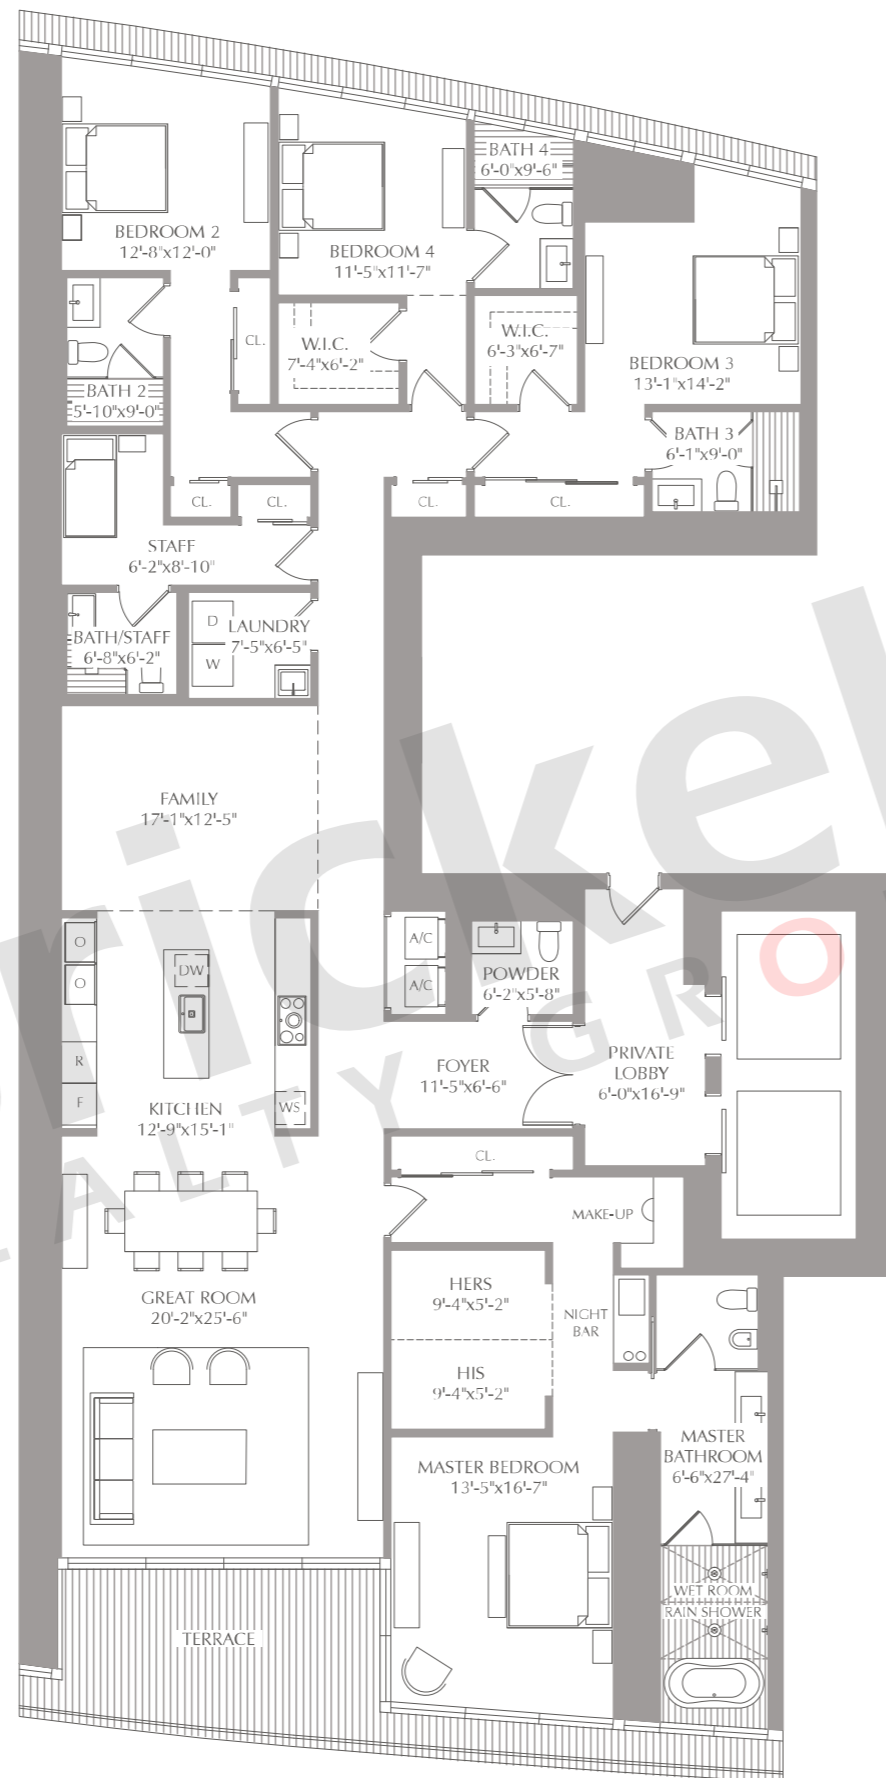 BATH 4
6'-0"x9'-6"
BEDROOM 2
12'-8"x12'-0"
BEDROOM 4
11'-5"x11'-7"
CL.
W.I.C.
7'-4"x6'-2"
W.I.C.
6'-3"x6'-7"
BEDROOM 3
13'-1"x14'-2"
BATH 2
5'-10"x9'-0"
BATH 3
6'-1"x9'-0"
CL.
CL.
CL.
CL.
STAFF
6'-2"x8'-10"
BATH/STAFF
6'-8"x6'-2"
D
W
LAUNDRY
7'-5"x6'-5"
FAMILY
17'-1"x12'-5"
O
O
R
F
DW
WS
KITCHEN
12'-9"x15'-1"
A/C
A/C
POWDER
6'-2"x5'-8"
FOYER
11'-5"x6'-6"
PRIVATE
LOBBY
6'-0"x16'-9"
CL.
MAKE-UP
HERS
9'-4"x5'-2"
NIGHT
BAR
HIS
9'-4"x5'-2"
GREAT ROOM
20'-2"x25'-6"
MASTER BEDROOM
13'-5"x16'-7"
MASTER
BATHROOM
6'-6"x27'-4"
WET ROOM
RAIN SHOWER
TERRACE
rickel
EALTY GRO